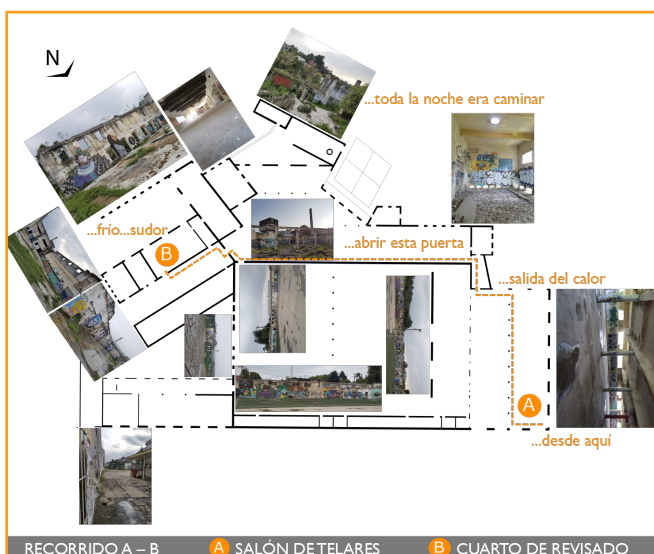 N
...toda la noche era caminar
...frío...sudor
B
...abrir esta puerta
...salida del calor
A
...desde aquí
RECORRIDO A – B
A SALÓN DE TELARES
B CUARTO DE REVISADO